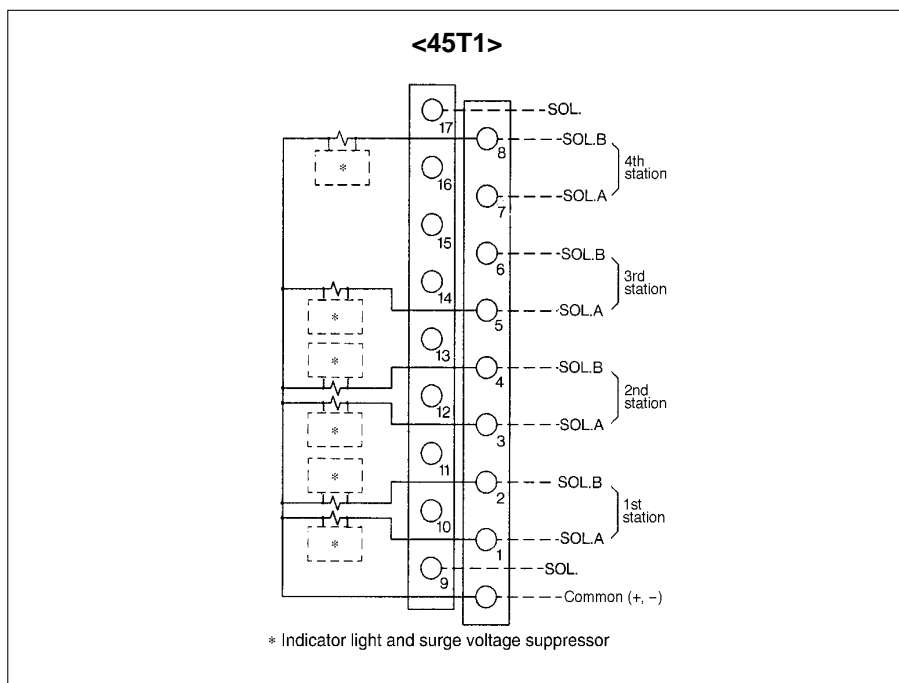 <45T1>
17
SOL.
8
SOL.B
*
16
4th
station
7
SOL.A
15
6
SOL.B
14
3rd
station
*
5
SOL.A
13
*
4
SOL.B
12
2nd
station
*
3
SOL.A
11
*
2
SOL.B
10
1st
station
*
1
SOL.A
9
SOL.
Common (+, −)
* Indicator light and surge voltage suppressor